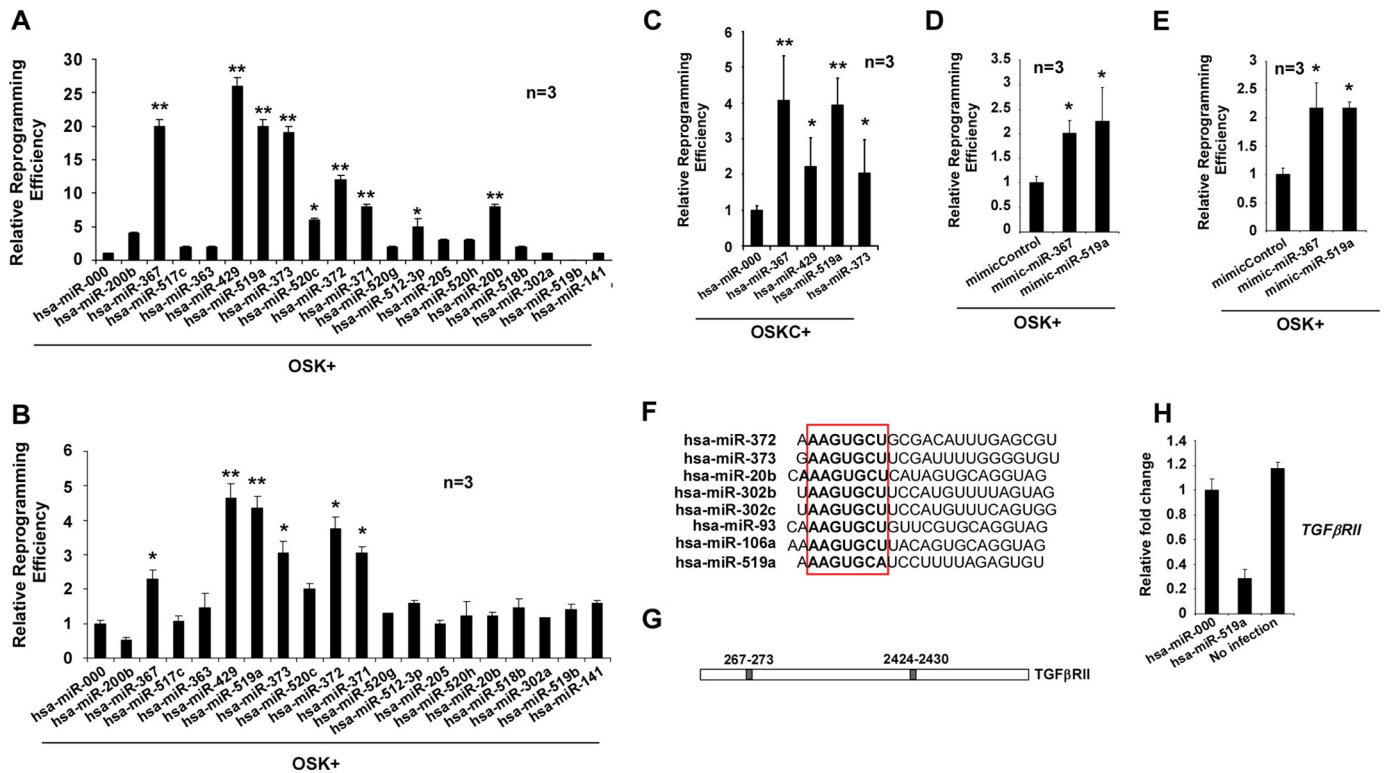 A
Relative Reprogramming
Efficiency
30
25
20
15
10
5
0
n=3
**
**
**
**
*
**
**
*
**
hsa-miR-000
hsa-miR-200b
hsa-miR-367
hsa-miR-517c
hsa-miR-363
hsa-miR-429
hsa-miR-519a
hsa-miR-373
hsa-miR-520c
hsa-miR-372
hsa-miR-371
hsa-miR-520g
hsa-miR-512-3p
hsa-miR-205
hsa-miR-520h
hsa-miR-20b
hsa-miR-518b
hsa-miR-302a
hsa-miR-519b
hsa-miR-141
OSK+
B
Relative Reprogramming
Efficiency
6
5
4
3
2
1
0
n=3
*
**
**
*
*
*
hsa-miR-000
hsa-miR-200b
hsa-miR-367
hsa-miR-517c
hsa-miR-363
hsa-miR-429
hsa-miR-519a
hsa-miR-373
hsa-miR-520c
hsa-miR-372
hsa-miR-371
hsa-miR-520g
hsa-miR-512-3p
hsa-miR-205
hsa-miR-520h
hsa-miR-20b
hsa-miR-518b
hsa-miR-302a
hsa-miR-519b
hsa-miR-141
OSK+
C
Relative Reprogramming
Efficiency
6
5
4
3
2
1
0
n=3
**
*
**
*
hsa-miR-000
hsa-miR-367
hsa-miR-429
hsa-miR-519a
hsa-miR-373
OSKC+
D
Relative Reprogramming
Efficiency
3.5
3
2.5
2
1.5
1
0.5
n=3
*
*
mimicControl
mimic-miR-367
mimic-miR-519a
OSK+
E
Relative Reprogramming
Efficiency
3
2.5
2
1.5
1
0.5
0
n=3
*
*
mimicControl
mimic-miR-367
mimic-miR-519a
OSK+
F
hsa-miR-372 AAAGUGCUGCGACAUUUGAGCGU
hsa-miR-373 GAAGUGCUUCGAUUUUGGGGUGU
hsa-miR-20b CAAAGUGCUCAUAGUGCAGGUAG
hsa-miR-302b UAAGUGCUUCCAUGUUUUAGUAG
hsa-miR-302c UAAGUGCUUCCAUGUUUCAGUGG
hsa-miR-93 CAAAGUGCUGUUCGUGCAGGUAG
hsa-miR-106a AAAAGUGCUUACAGUGCAGGUAG
hsa-miR-519a AAAGUGCAUCCUUUUAGAGUGU
G
267-273
2424-2430
TGFβRII
H
Relative fold change
1.4
1.2
1
0.8
0.6
0.4
0.2
0
hsa-miR-000
hsa-miR-519a
No infection
TGFβRII